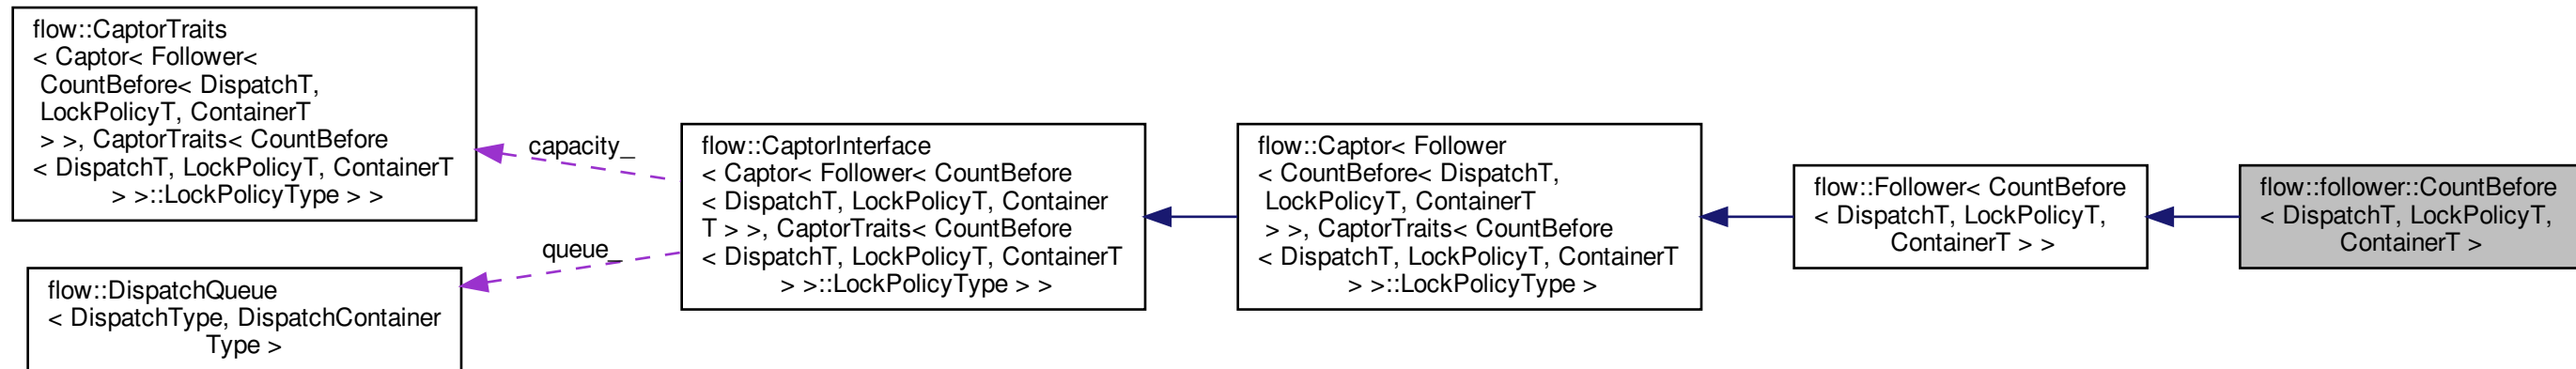 flow::CaptorTraits
< Captor< Follower<
CountBefore< DispatchT,
LockPolicyT, ContainerT
> >, CaptorTraits< CountBefore
< DispatchT, LockPolicyT, ContainerT
> >::LockPolicyType > >
capacity_
queue_
flow::DispatchQueue
< DispatchType, DispatchContainer
Type >
flow::CaptorInterface
< Captor< Follower< CountBefore
< DispatchT, LockPolicyT, Container
T > >, CaptorTraits< CountBefore
< DispatchT, LockPolicyT, ContainerT
> >::LockPolicyType > >
flow::Captor< Follower
< CountBefore< DispatchT,
LockPolicyT, ContainerT
> >, CaptorTraits< CountBefore
< DispatchT, LockPolicyT, ContainerT
> >::LockPolicyType >
flow::Follower< CountBefore
< DispatchT, LockPolicyT,
ContainerT > >
flow::follower::CountBefore
< DispatchT, LockPolicyT,
ContainerT >